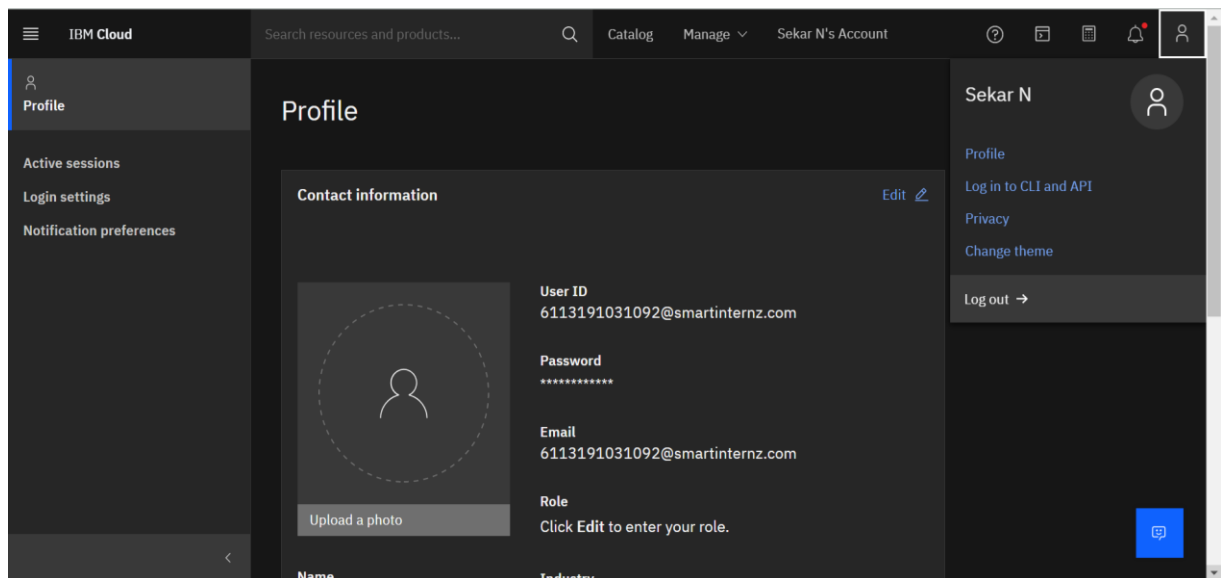 IBM Cloud
Search resources and products...
Catalog
Manage
Sekar N's Account
Profile
Active sessions
Login settings
Notification preferences
Profile
Contact information
Edit
Upload a photo
User ID
6113191031092@smartinternz.com
Password
************
Email
6113191031092@smartinternz.com
Role
Click Edit to enter your role.
Name
Industry
Sekar N
Profile
Log in to CLI and API
Privacy
Change theme
Log out →